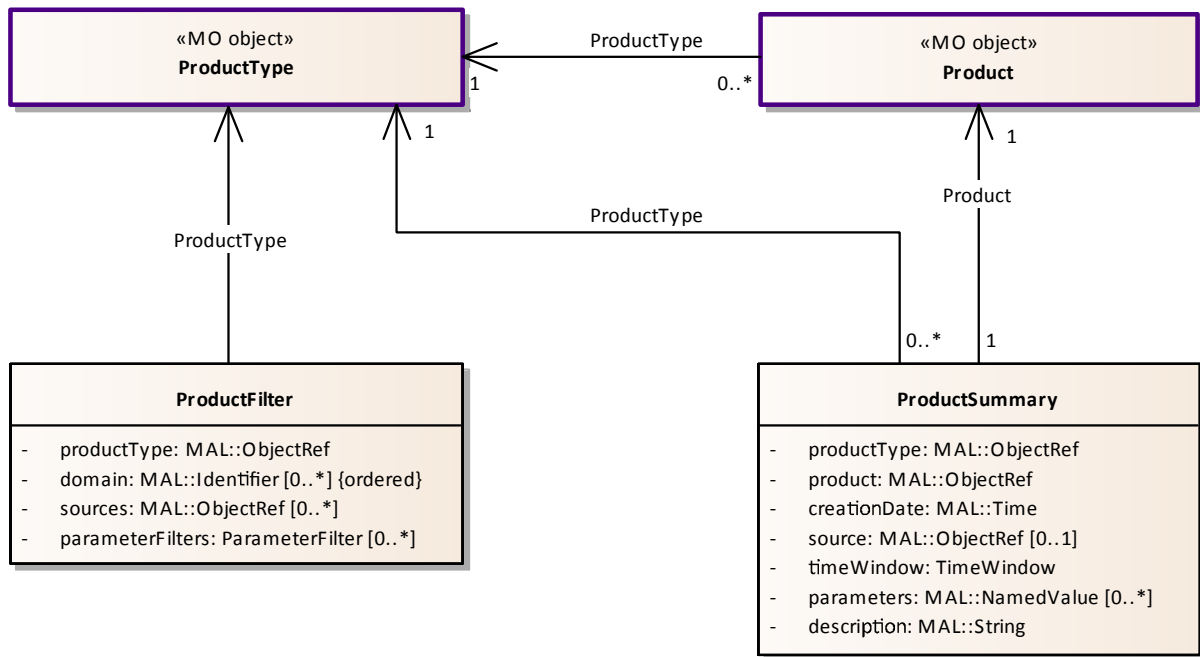 «MO object»
ProductType
«MO object»
Product
ProductType
1
0..*
1
1
Product
ProductType
ProductType
0..*
1
ProductFilter
- productType: MAL::ObjectRef
- domain: MAL::Identifier [0..*] {ordered}
- sources: MAL::ObjectRef [0..*]
- parameterFilters: ParameterFilter [0..*]
ProductSummary
- productType: MAL::ObjectRef
- product: MAL::ObjectRef
- creationDate: MAL::Time
- source: MAL::ObjectRef [0..1]
- timeWindow: TimeWindow
- parameters: MAL::NamedValue [0..*]
- description: MAL::String